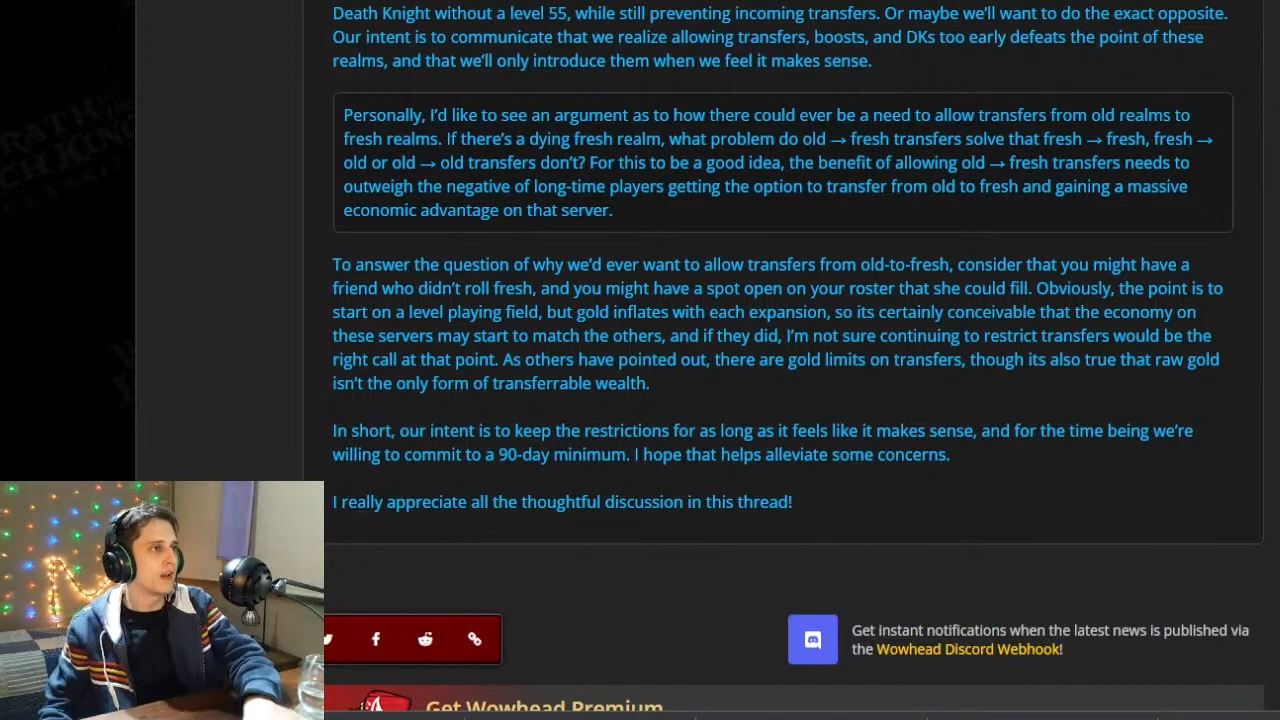 Death Knight without a level 55, while still preventing incoming transfers. Or maybe we'll want to do the exact opposite.
Our intent is to communicate that we realize allowing transfers, boosts, and DKs too early defeats the point of these
realms, and that we'll only introduce them when we feel it makes sense.
Personally, I'd like to see an argument as to how there could ever be a need to allow transfers from old realms to
fresh realms. If there's a dying fresh realm, what problem do old → fresh transfers solve that fresh → fresh, fresh →
old or old → old transfers don't? For this to be a good idea, the benefit of allowing old → fresh transfers needs to
outweigh the negative of long-time players getting the option to transfer from old to fresh and gaining a massive
economic advantage on that server.
To answer the question of why we'd ever want to allow transfers from old-to-fresh, consider that you might have a
friend who didn't roll fresh, and you might have a spot open on your roster that she could fill. Obviously, the point is to
start on a level playing field, but gold inflates with each expansion, so its certainly conceivable that the economy on
these servers may start to match the others, and if they did, I'm not sure continuing to restrict transfers would be the
right call at that point. As others have pointed out, there are gold limits on transfers, though its also true that raw gold
isn't the only form of transferrable wealth.
In short, our intent is to keep the restrictions for as long as it feels like it makes sense, and for the time being we're
willing to commit to a 90-day minimum. I hope that helps alleviate some concerns.
I really appreciate all the thoughtful discussion in this thread!
Get instant notifications when the latest news is published via
the Wowhead Discord Webhook!
Get Wowhead Premium